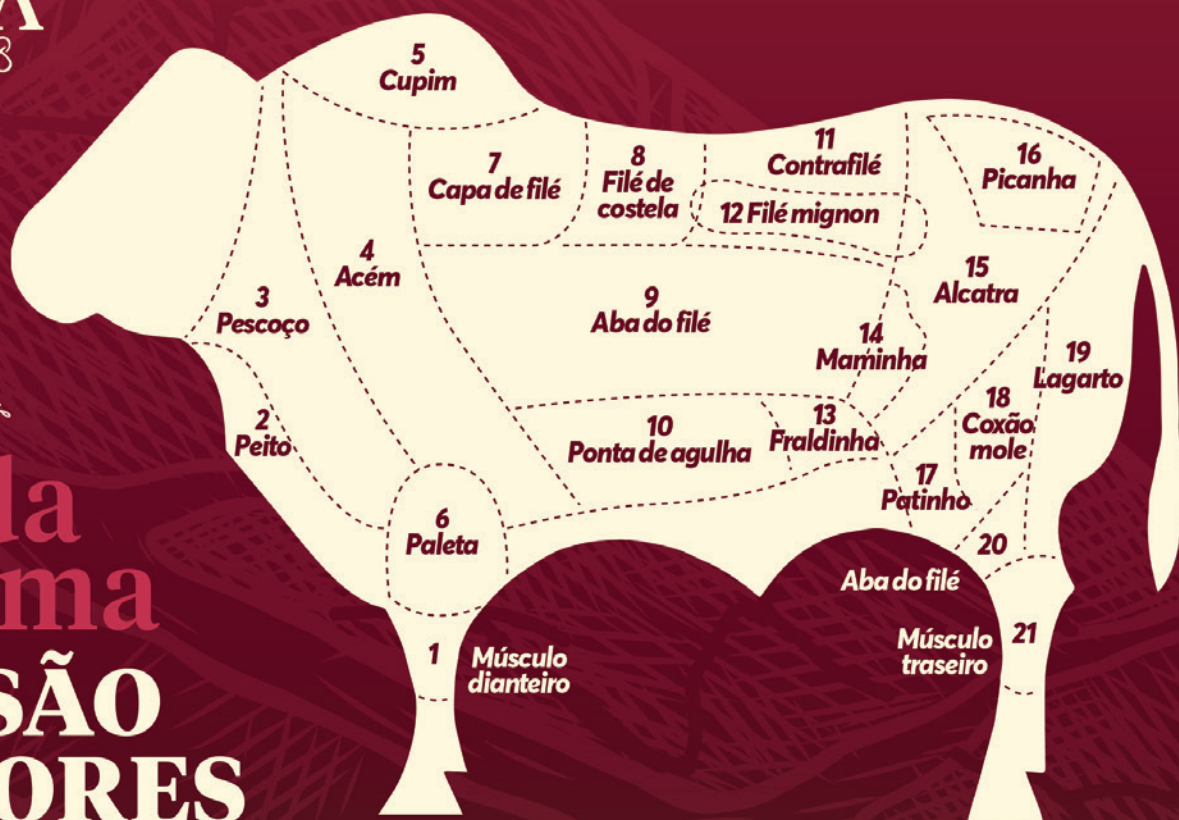 5
Cupim
7
Capa de filé
8
Filé de
costela
11
Contrafilé
12 Filé mignon
16
Picanha
4
Acém
3
Pescoço
9
Aba do filé
15
Alcatra
14
Maminha
19
Lagarto
2
Peito
10
Ponta de agulha
13
Fraldinha
18
Coxão
mole
17
Patinho
6
Paleta
20
Aba do filé
1
Músculo
dianteiro
Músculo
traseiro
21
da
ma
SÃO
ORES